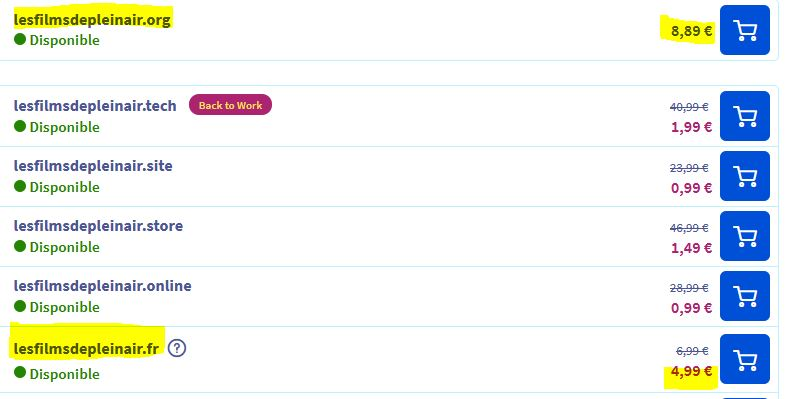 lesfilmsdepleinair.org
Disponible
8,89 €
lesfilmsdepleinair.tech Back to Work
Disponible
40,99 €
1,99 €
lesfilmsdepleinair.site
Disponible
23,99 €
0,99 €
lesfilmsdepleinair.store
Disponible
46,99 €
1,49 €
lesfilmsdepleinair.online
Disponible
28,99 €
0,99 €
lesfilmsdepleinair.fr ?
Disponible
6,99 €
4,99 €